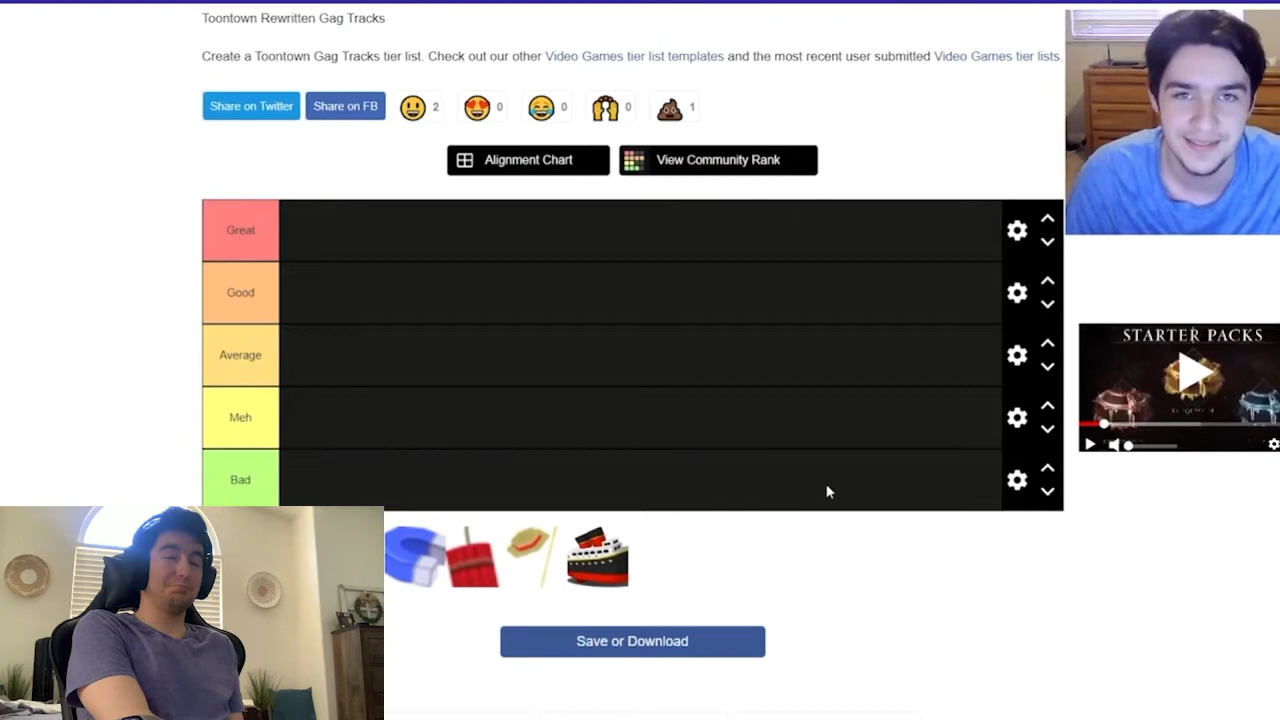 Toontown Rewritten Gag Tracks
Create a Toontown Gag Tracks tier list. Check out our other Video Games tier list templates and the most recent user submitted Video Games tier lists.
Share on Twitter
Share on FB
2
0
0
0
1
Alignment Chart
View Community Rank
Great
Good
Average
Meh
Bad
STARTER PACKS
Save or Download